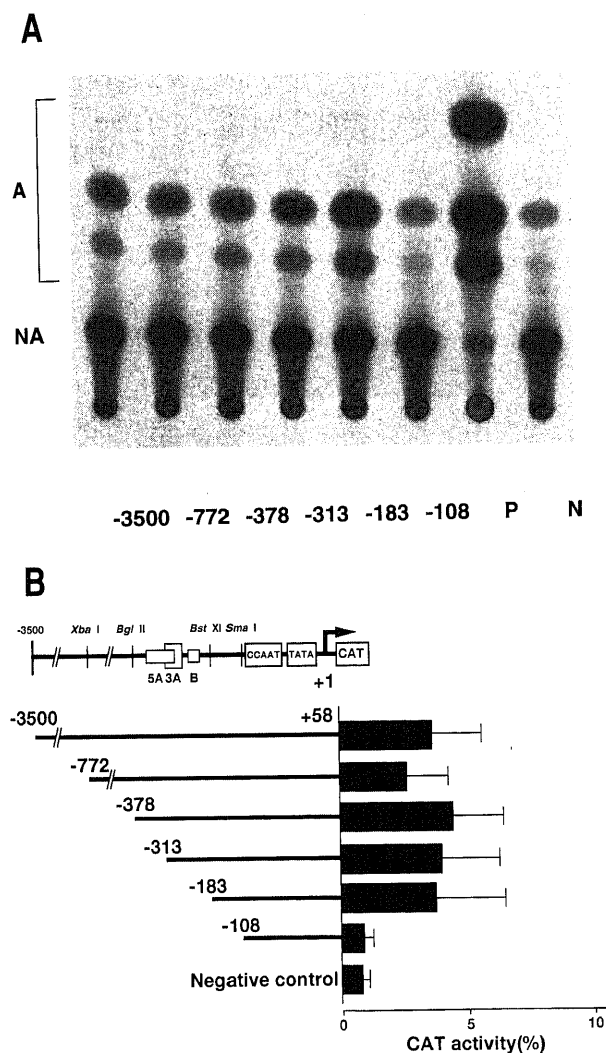 A
A
NA
-3500 -772 -378 -313 -183 -108 P N
B
-3500 Xba I Bgl II Bst XI Sma I
CCAAT TATA CAT
5A 3A B
+1
-3500 +58
-772
-378
-313
-183
-108
Negative control
0 5 10
CAT activity(%)